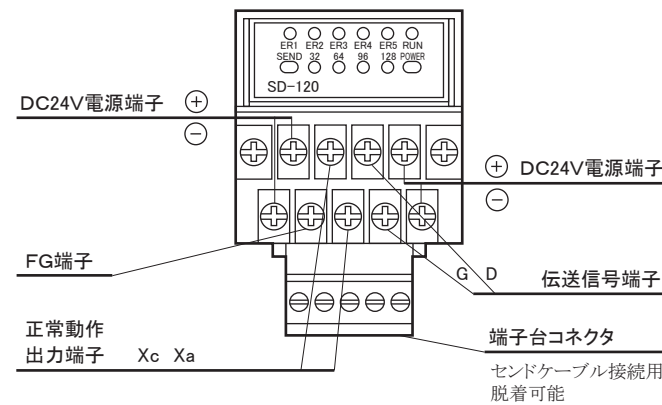 ER1 ER2 ER3 ER4 ER5 RUN
SEND 32 64 96 128 POWER
SD-120
DC24V電源端子 ⊕
⊖
⊕ DC24V電源端子
⊖
FG端子
G D 伝送信号端子
正常動作
出力端子 Xc Xa
端子台コネクタ
センドケーブル接続用
脱着可能